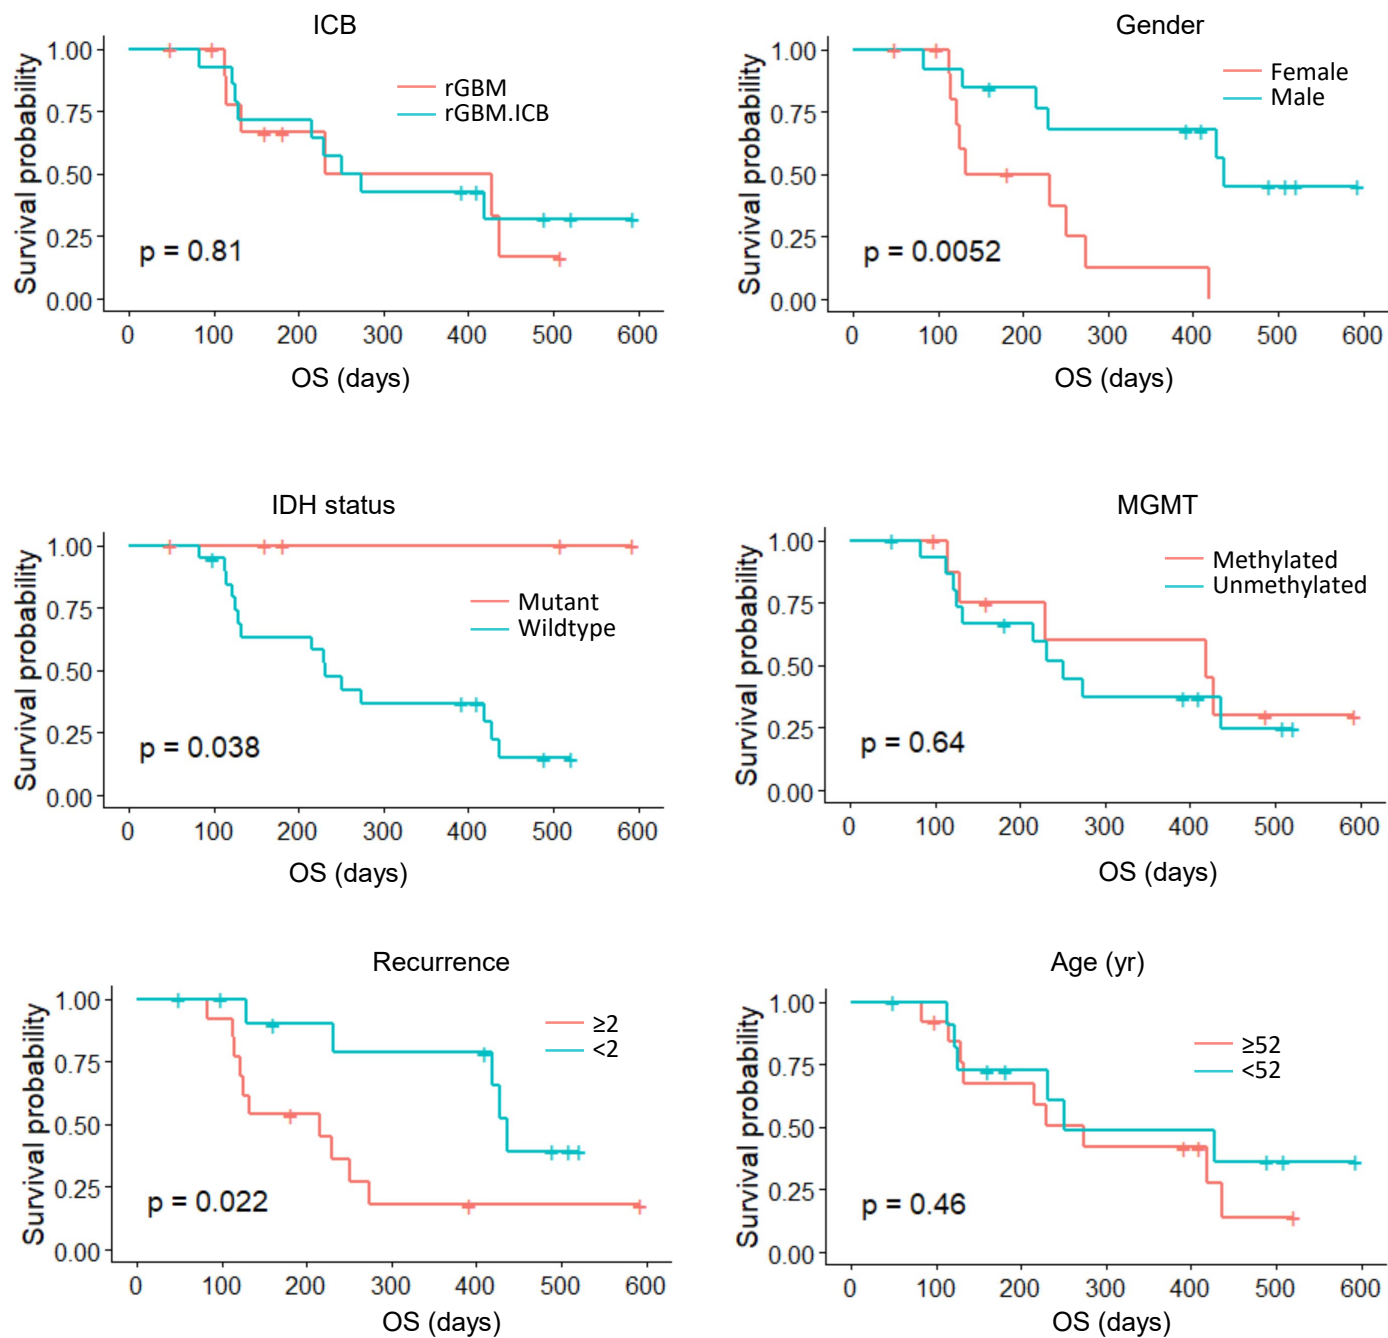 ICB
Survival probability
1.00
0.75
0.50
0.25
0.00
rGBM
rGBM.ICB
p = 0.81
0 100 200 300 400 500 600
OS (days)
Gender
Survival probability
1.00
0.75
0.50
0.25
0.00
Female
Male
p = 0.0052
0 100 200 300 400 500 600
OS (days)
IDH status
Survival probability
1.00
0.75
0.50
0.25
0.00
Mutant
Wildtype
p = 0.038
0 100 200 300 400 500 600
OS (days)
MGMT
Survival probability
1.00
0.75
0.50
0.25
0.00
Methylated
Unmethylated
p = 0.64
0 100 200 300 400 500 600
OS (days)
Recurrence
Survival probability
1.00
0.75
0.50
0.25
0.00
≥2
<2
p = 0.022
0 100 200 300 400 500 600
OS (days)
Age (yr)
Survival probability
1.00
0.75
0.50
0.25
0.00
≥52
<52
p = 0.46
0 100 200 300 400 500 600
OS (days)